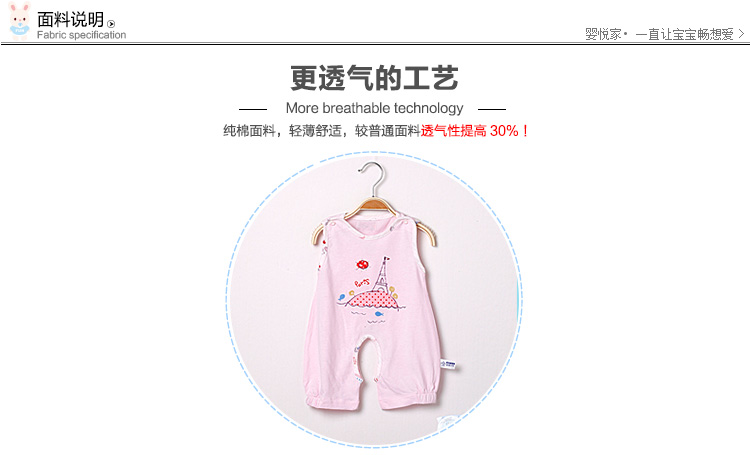 面料说明
Fabric specification
婴悦家• 一直让宝宝畅想爱 >
更透气的工艺
More breathable technology
纯棉面料，轻薄舒适，较普通面料透气性提高 30%！
Paris